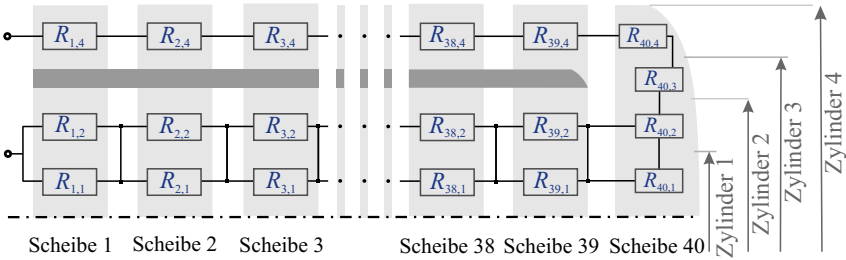 R1,4 R2,4 R3,4 R38,4 R39,4 R40,4
R40,3
R1,2 R2,2 R3,2 R38,2 R39,2 R40,2
R1,1 R2,1 R3,1 R38,1 R39,1 R40,1
Scheibe 1 Scheibe 2 Scheibe 3 Scheibe 38 Scheibe 39 Scheibe 40
Zylinder 1
Zylinder 2
Zylinder 3
Zylinder 4